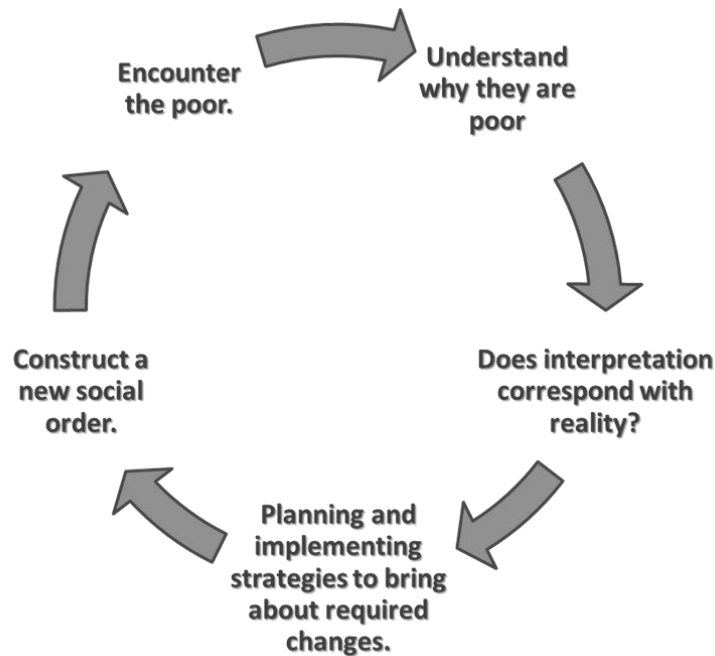 Encounter
the poor.
Understand
why they are
poor
Does interpretation
correspond with
reality?
Planning and
implementing
strategies to bring
about required
changes.
Construct a
new social
order.